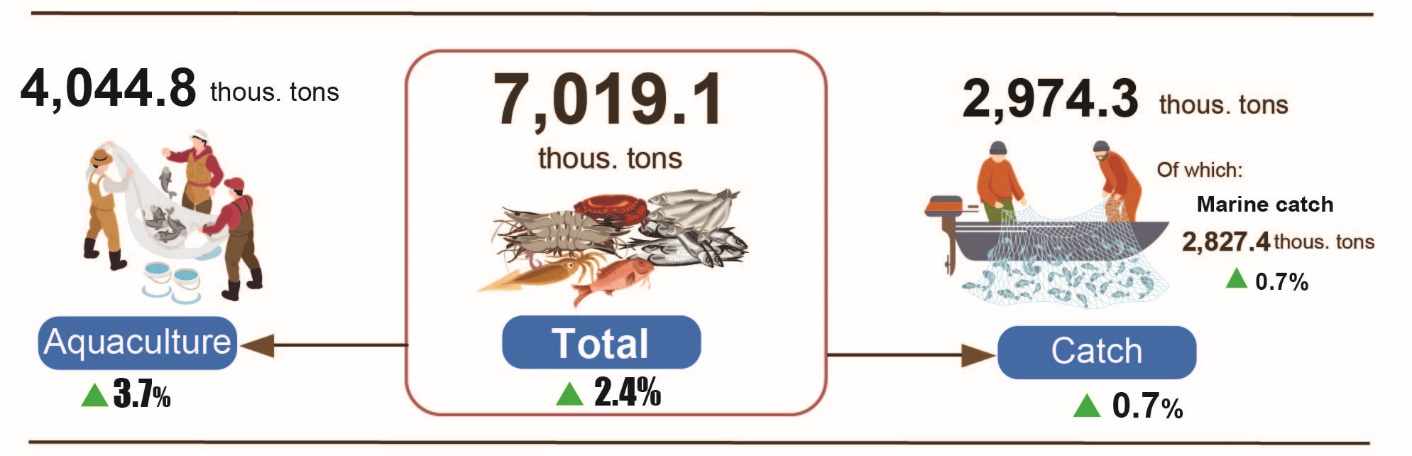 4,044.8 thous. tons
Aquaculture
3.7%
7,019.1
thous. tons
Total
2.4%
2,974.3 thous. tons
Of which:
Marine catch
2,827.4 thous. tons
0.7%
Catch
0.7%